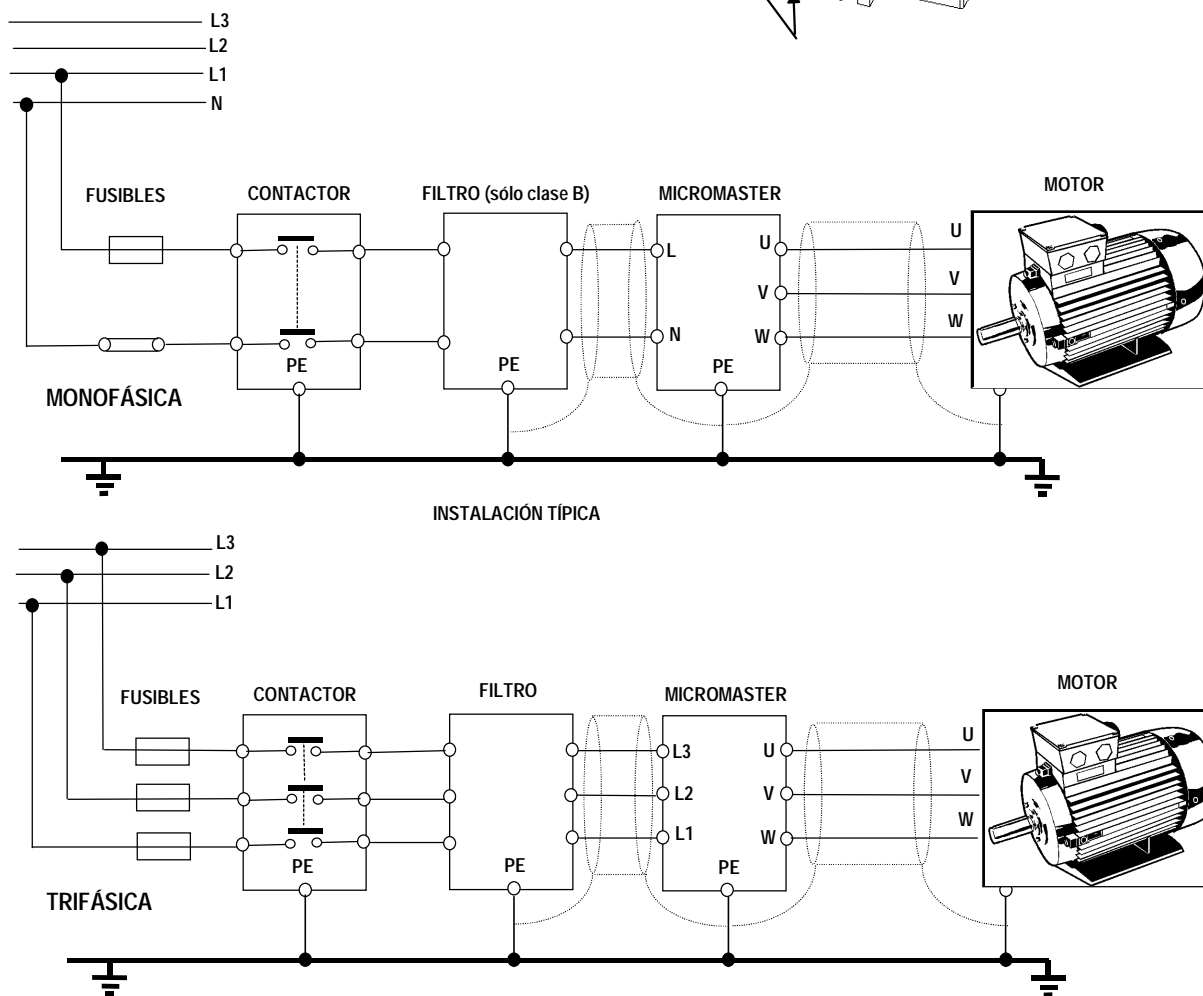 L3
L2
L1
N
FUSIBLES
CONTACTOR
FILTRO (sólo clase B)
MICROMASTER
MOTOR
U
L
U
V
V
W
N
W
PE
PE
PE
MONOFÁSICA
INSTALACIÓN TÍPICA
L3
L2
L1
FUSIBLES
CONTACTOR
FILTRO
MICROMASTER
MOTOR
U
L3
U
V
L2
V
W
L1
W
PE
PE
PE
TRIFÁSICA